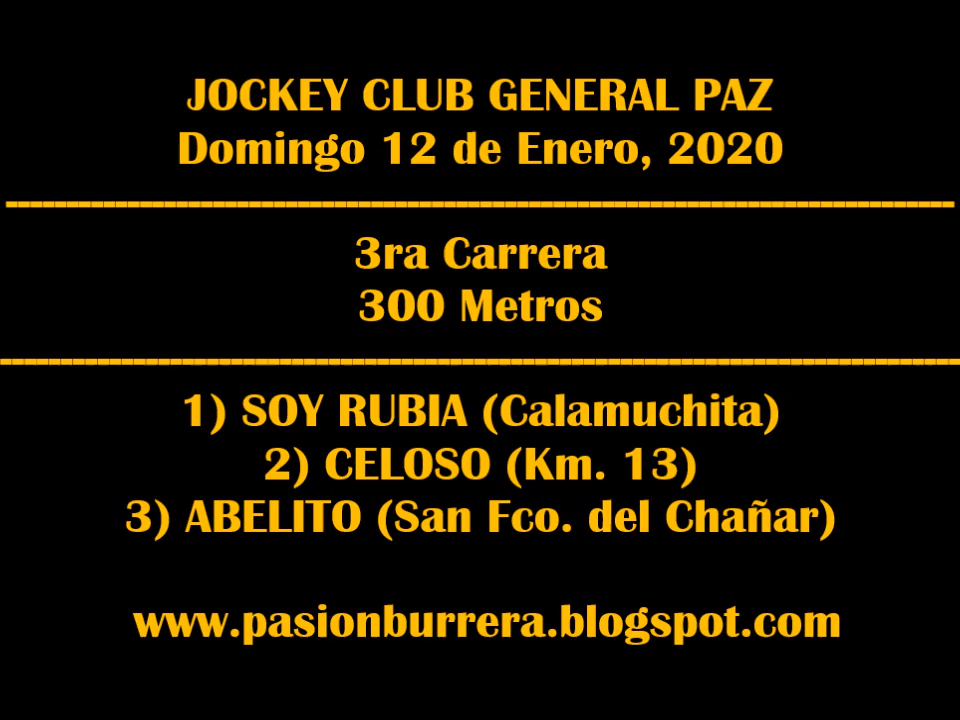 JOCKEY CLUB GENERAL PAZ
Domingo 12 de Enero, 2020
3ra Carrera
300 Metros
1) SOY RUBIA (Calamuchita)
2) CELOSO (Km. 13)
3) ABELITO (San Fco. del Chañar)
www.pasionburrera.blogspot.com